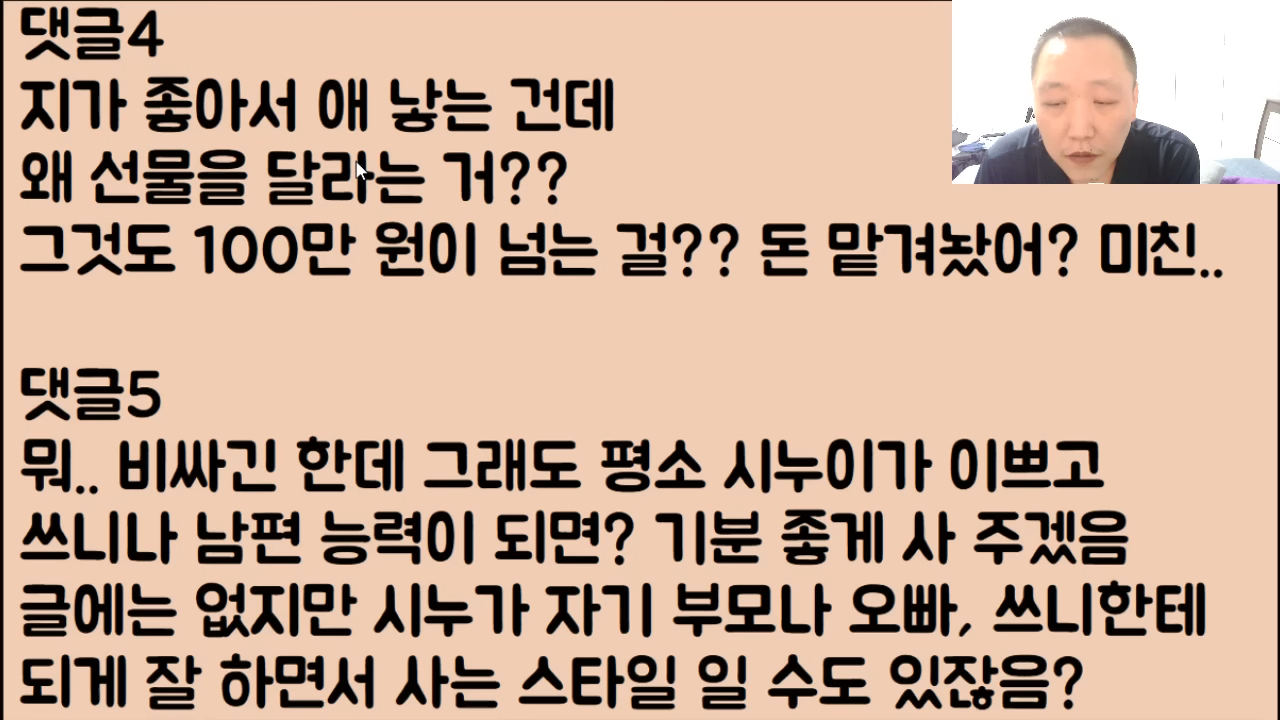 댓글4
지가 좋아서 애 낳는 건데
왜 선물을 달라는 거??
그것도 100만 원이 넘는 걸?? 돈 맡겨놨어? 미친..
댓글5
뭐.. 비싸긴 한데 그래도 평소 시누이가 이쁘고
쓰니나 남편 능력이 되면? 기분 좋게 사 주겠음
글에는 없지만 시누가 자기 부모나 오빠, 쓰니한테
되게 잘 하면서 사는 스타일 일 수도 있잖음?